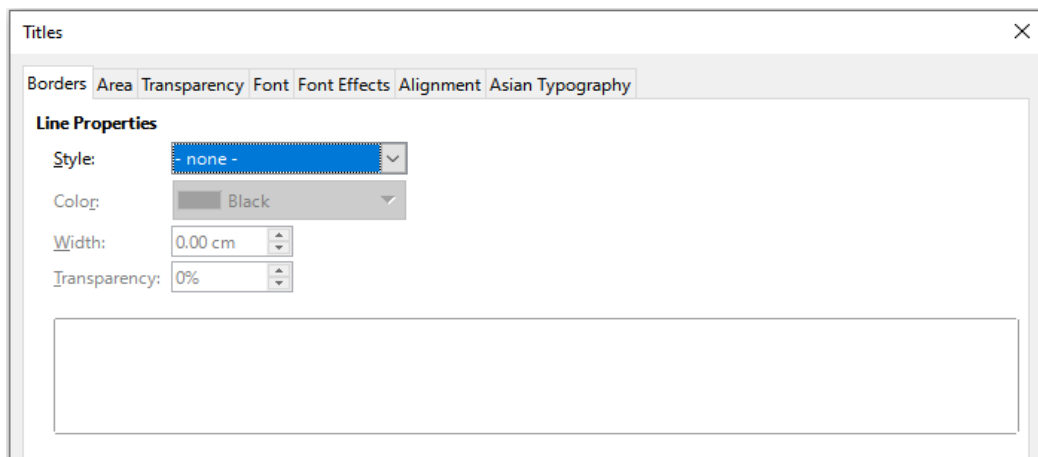 Titles
Borders Area Transparency Font Font Effects Alignment Asian Typography
Line Properties
Style: - none -
Color: Black
Width: 0.00 cm
Transparency: 0%